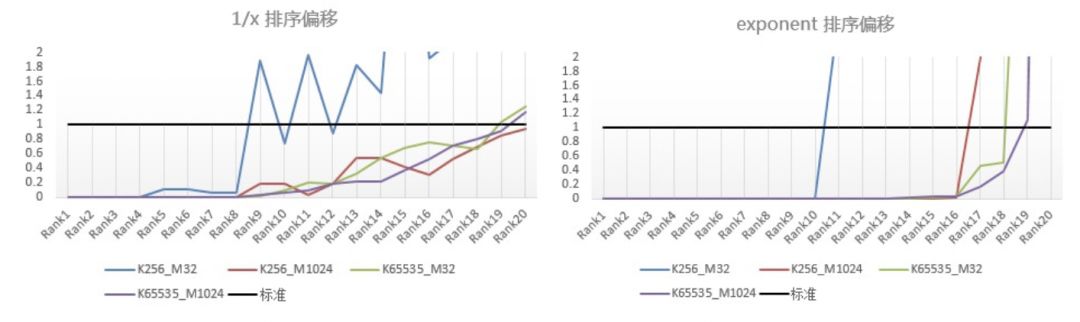 1/x 排序偏移
2
1.8
1.6
1.4
1.2
1
0.8
0.6
0.4
0.2
0
Rank1 Rank2 Rank3 Rank4 Rank5 Rank6 Rank7 Rank8 Rank9 Rank10 Rank11 Rank12 Rank13 Rank14 Rank15 Rank16 Rank17 Rank18 Rank19 Rank20
K256_M32 K256_M1024 K65535_M32
K65535_M1024 标准
exponent 排序偏移
2
1.8
1.6
1.4
1.2
1
0.8
0.6
0.4
0.2
0
Rank1 Rank2 Rank3 Rank4 Rank5 Rank6 Rank7 Rank8 Rank9 Rank10 Rank11 Rank12 Rank13 Rank14 Rank15 Rank16 Rank17 Rank18 Rank19 Rank20
K256_M32 K256_M1024 K65535_M32
K65535_M1024 标准